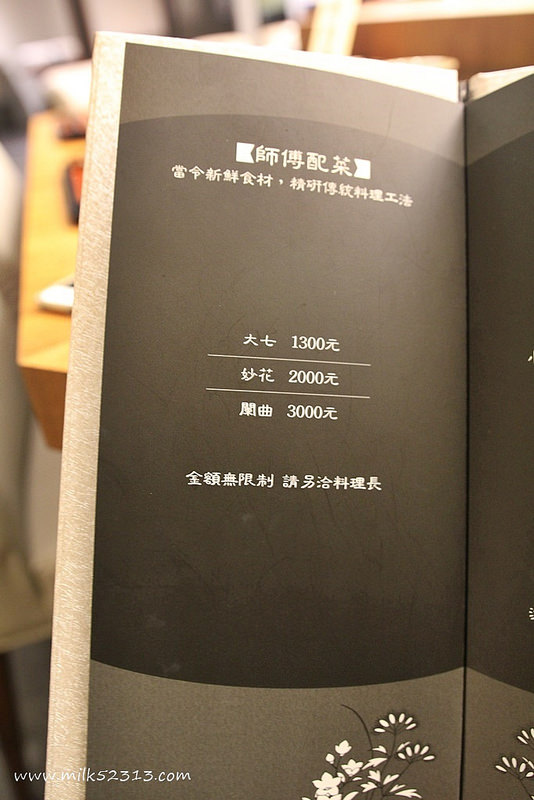 【師傅配菜】
當令新鮮食材，精研傳統料理工法
大七 1300元
妙花 2000元
闌曲 3000元
金額無限制 請另洽料理長
www.milk52313.com